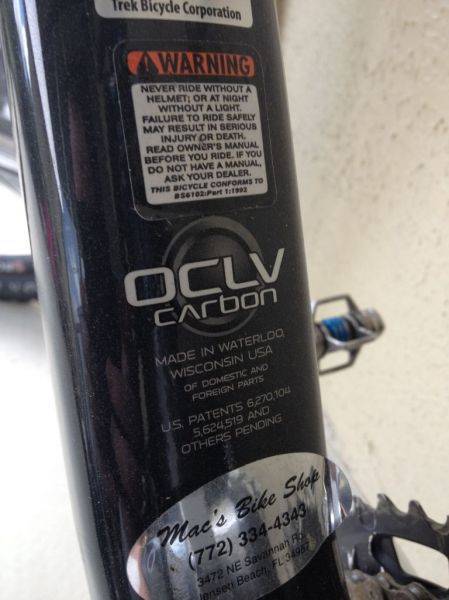 Trek Bicycle Corporation
WARNING
NEVER RIDE WITHOUT A
HELMET; OR AT NIGHT
WITHOUT A LIGHT.
FAILURE TO RIDE SAFELY
MAY RESULT IN SERIOUS
INJURY OR DEATH.
READ OWNER'S MANUAL
BEFORE YOU RIDE. IF YOU
DO NOT HAVE A MANUAL,
ASK YOUR DEALER.
THIS BICYCLE CONFORMS TO
BS6102:Part 1:1992
OCLV
carbon
MADE IN WATERLOO,
WISCONSIN USA
OF DOMESTIC AND
FOREIGN PARTS
U.S. PATENTS 6,270,104
5,624,519 AND
OTHERS PENDING
Mac's Bike Shop
(772) 334-4343
3472 NE Savannah Rd
Jensen Beach, FL 34957